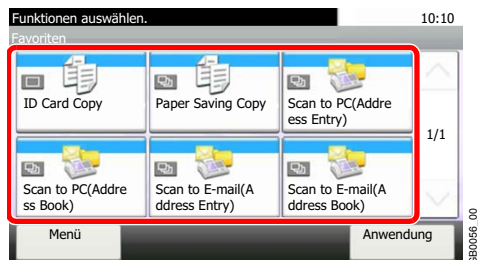 Funktionen auswählen.
10:10
Favoriten
ID Card Copy
Paper Saving Copy
Scan to PC(Addre
ess Entry)
1/1
Scan to PC(Addre
ss Book)
Scan to E-mail(A
ddress Entry)
Scan to E-mail(A
ddress Book)
Menü
Anwendung
GB0056_00